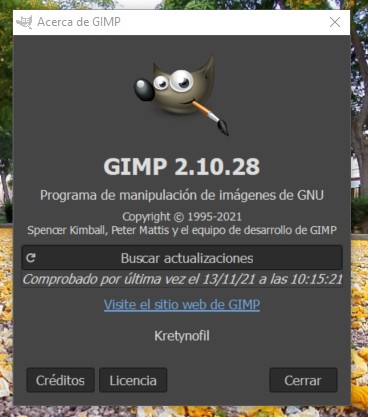 Acerca de GIMP
GIMP 2.10.28
Programa de manipulación de imágenes de GNU
Copyright © 1995-2021
Spencer Kimball, Peter Mattis y el equipo de desarrollo de GIMP
Buscar actualizaciones
Comprobado por última vez el 13/11/21 a las 10:15:21
Visite el sitio web de GIMP
Kretynofil
Créditos Licencia Cerrar